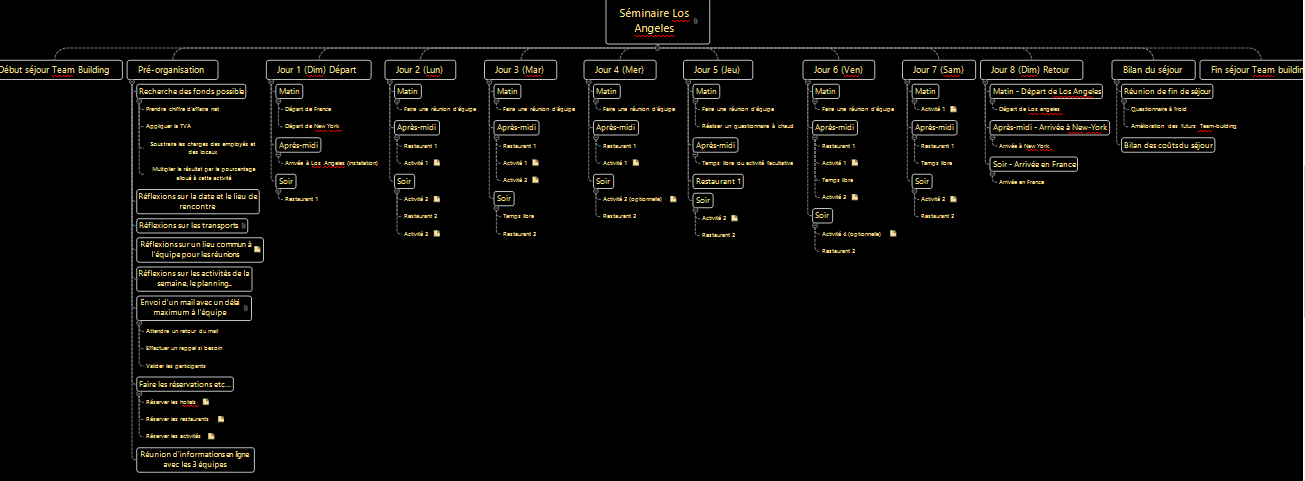 Séminaire Los
Angeles
Début séjour Team Building
Pré-organisation
Recherche des fonds possible
Prendre chiffre d'affaire net
Appliquer la TVA
Soustraire les charges des employés et
des locaux
Multiplier le résultat par le pourcentage
alloué à cette activité
Réflexions sur la date et le lieu de
rencontre
Réflexions sur les transports
Réflexions sur un lieu commun à
l'équipe pour les réunions
Réflexions sur les activités de la
semaine, le planning...
Envoi d'un mail avec un délai
maximum à l'équipe
Attendre un retour du mail
Effectuer un rappel si besoin
Valider les participants
Faire les réservations etc...
Réserver les hotels
Réserver les restaurants
Réserver les activités
Réunion d'informations en ligne
avec les 3 équipes
Jour 1 (Dim) Départ
Matin
Départ de France
Départ de New York
Après-midi
Arrivée à Los Angeles (installation)
Soir
Restaurant 1
Jour 2 (Lun)
Matin
Faire une réunion d'équipe
Après-midi
Restaurant 1
Activité 1
Soir
Activité 2
Restaurant 2
Activité 3
Jour 3 (Mar)
Matin
Faire une réunion d'équipe
Après-midi
Restaurant 1
Activité 1
Activité 2
Soir
Temps libre
Restaurant 2
Jour 4 (Mer)
Matin
Faire une réunion d'équipe
Après-midi
Restaurant 1
Activité 1
Soir
Activité 2 (optionnelle)
Restaurant 2
Jour 5 (Jeu)
Matin
Faire une réunion d'équipe
Réaliser un questionnaire à chaud
Après-midi
Temps libre ou activité facultative
Restaurant 1
Soir
Activité 2
Restaurant 2
Jour 6 (Ven)
Matin
Faire une réunion d'équipe
Après-midi
Restaurant 1
Activité 1
Temps libre
Activité 2
Soir
Activité 4 (optionnelle)
Restaurant 2
Jour 7 (Sam)
Matin
Activité 1
Après-midi
Restaurant 1
Temps libre
Soir
Activité 2
Restaurant 2
Jour 8 (Dim) Retour
Matin - Départ de Los Angeles
Départ de Los angeles
Après-midi - Arrivée à New-York
Arrivée à New York
Soir - Arrivée en France
Arrivée en France
Bilan du séjour
Réunion de fin de séjour
Questionnaire à froid
Amélioration des futurs Team-building
Bilan des coûts du séjour
Fin séjour Team buildin